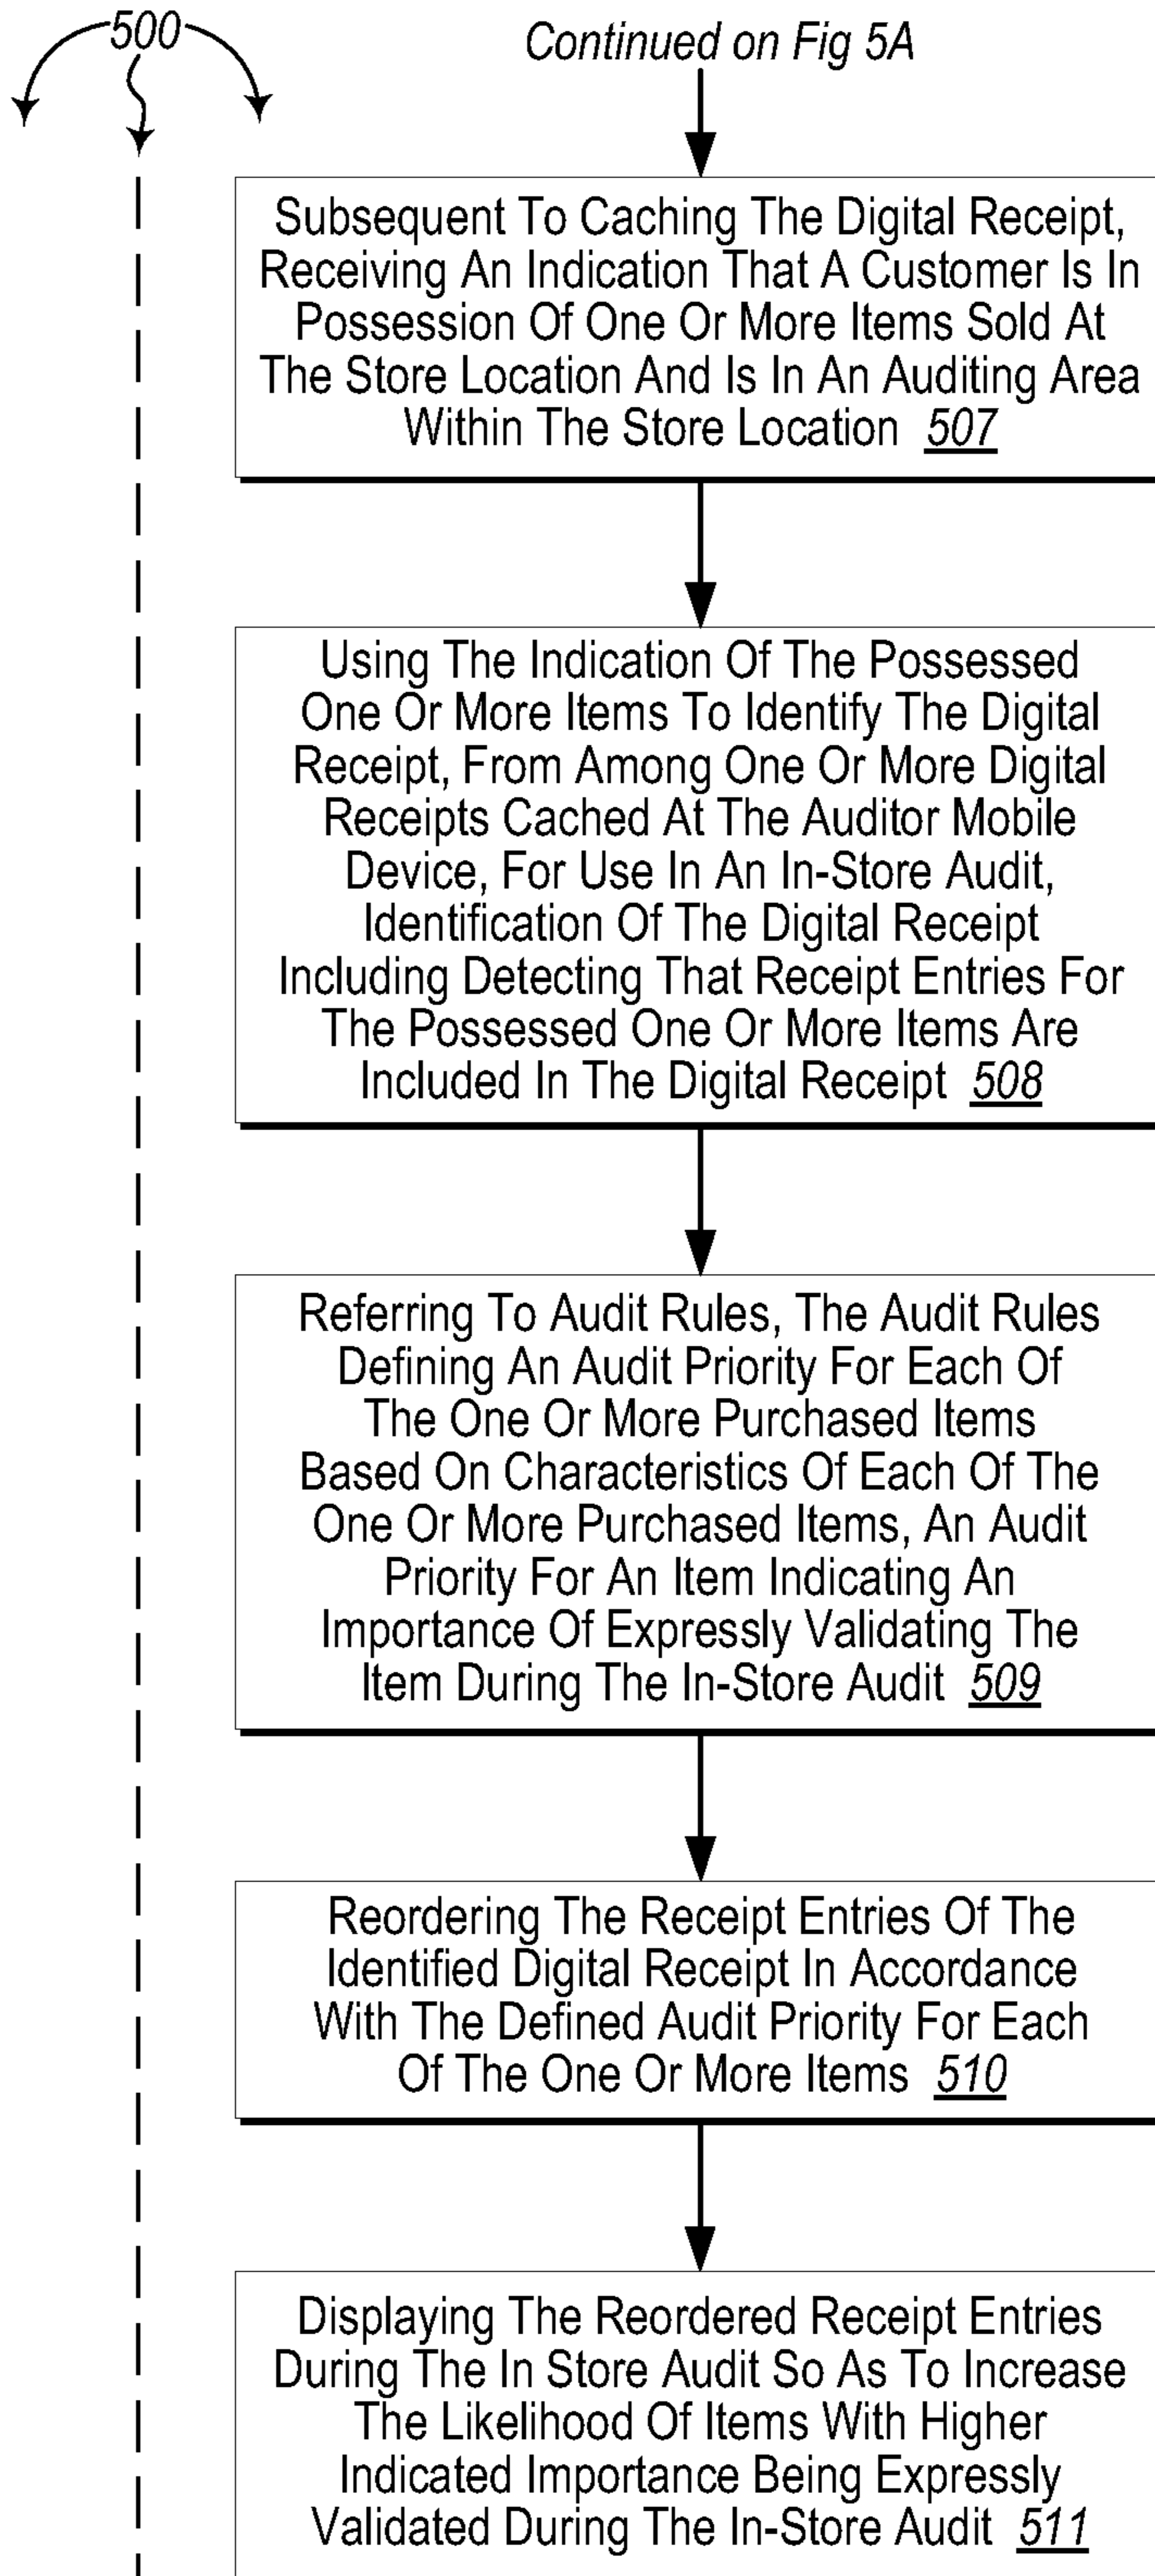 500
Continued on Fig 5A
Subsequent To Caching The Digital Receipt,
Receiving An Indication That A Customer Is In
Possession Of One Or More Items Sold At
The Store Location And Is In An Auditing Area
Within The Store Location 507
Using The Indication Of The Possessed
One Or More Items To Identify The Digital
Receipt, From Among One Or More Digital
Receipts Cached At The Auditor Mobile
Device, For Use In An In-Store Audit,
Identification Of The Digital Receipt
Including Detecting That Receipt Entries For
The Possessed One Or More Items Are
Included In The Digital Receipt 508
Referring To Audit Rules, The Audit Rules
Defining An Audit Priority For Each Of
The One Or More Purchased Items
Based On Characteristics Of Each Of The
One Or More Purchased Items, An Audit
Priority For An Item Indicating An
Importance Of Expressly Validating The
Item During The In-Store Audit 509
Reordering The Receipt Entries Of The
Identified Digital Receipt In Accordance
With The Defined Audit Priority For Each
Of The One Or More Items 510
Displaying The Reordered Receipt Entries
During The In Store Audit So As To Increase
The Likelihood Of Items With Higher
Indicated Importance Being Expressly
Validated During The In-Store Audit 511